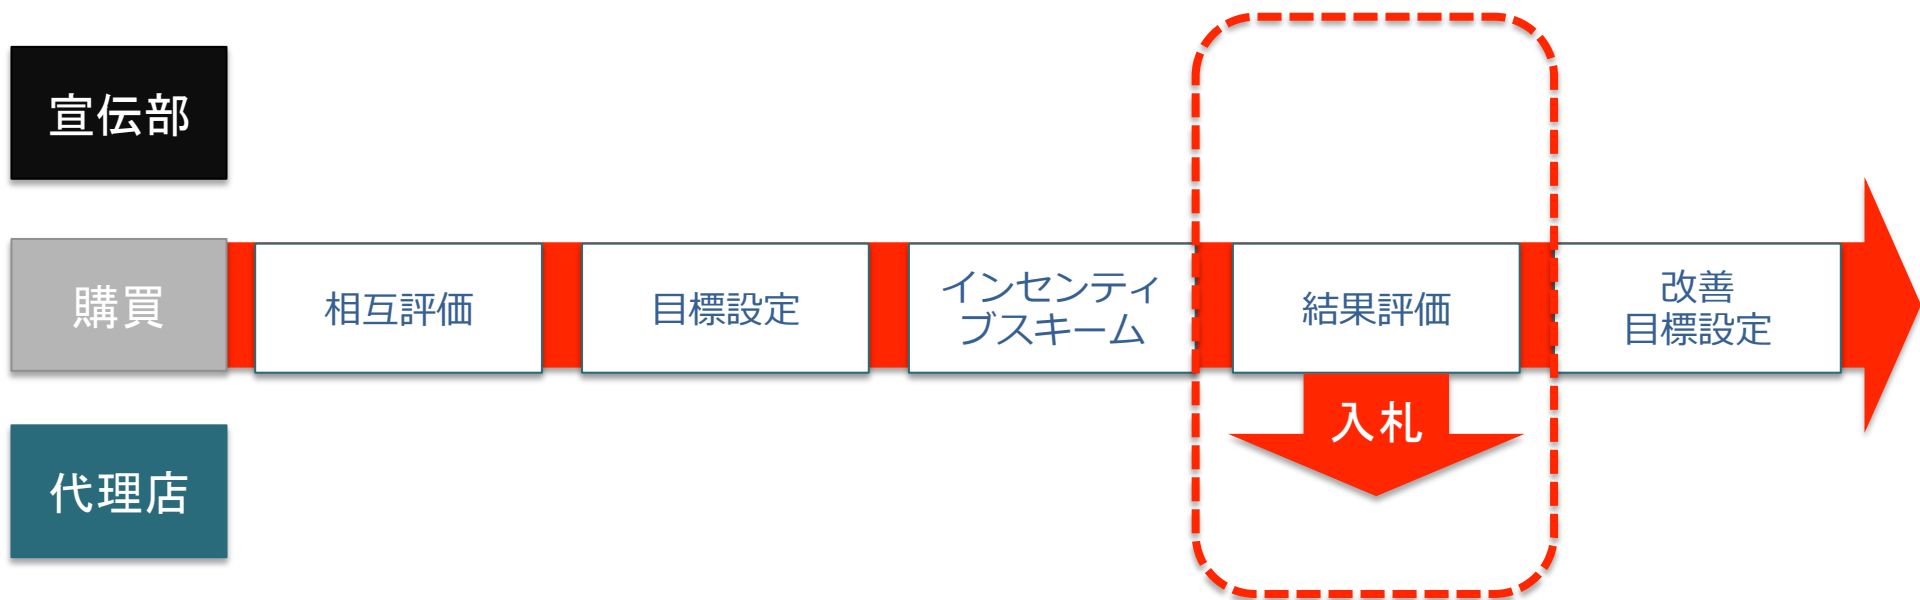 宣伝部
購買
相互評価
目標設定
インセンティ
ブスキーム
結果評価
改善
目標設定
入札
代理店